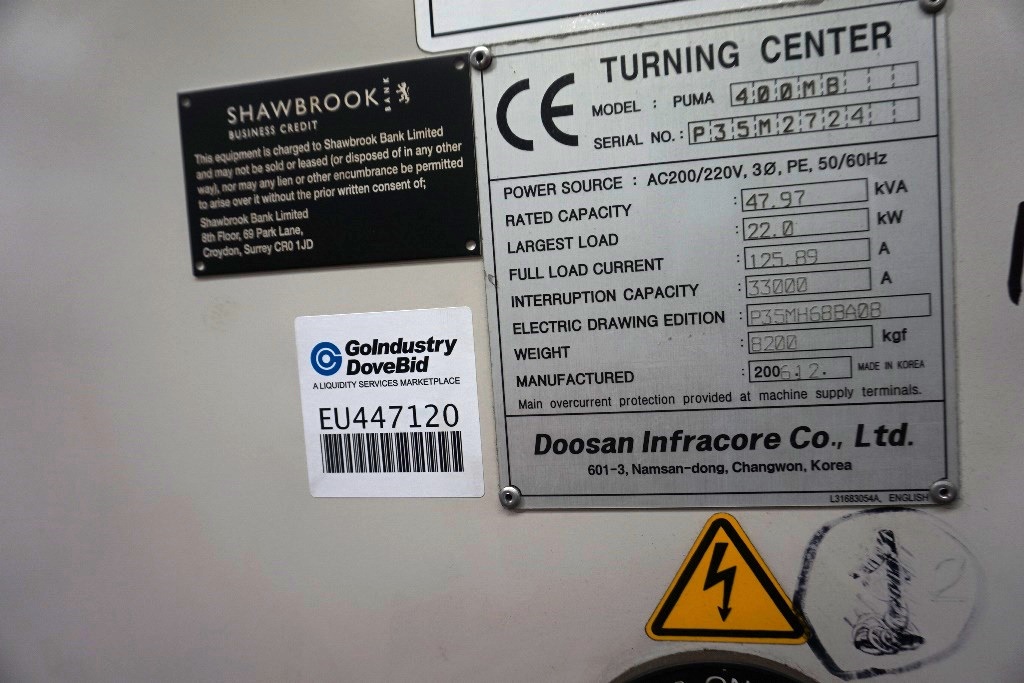 SHAWBROOK
BANK
BUSINESS CREDIT
This equipment is charged to Shawbrook Bank Limited
and may not be sold or leased (or disposed of in any other
way), nor may any lien or other encumbrance be permitted
to arise over it without the prior written consent of;
Shawbrook Bank Limited
8th Floor, 69 Park Lane,
Croydon, Surrey CR0 1JD
GoIndustry
DoveBid
A LIQUIDITY SERVICES MARKETPLACE
EU447120
CE
TURNING CENTER
MODEL : PUMA 400MB
SERIAL NO. : P35M2724
POWER SOURCE : AC200/220V, 3Ø, PE, 50/60Hz
RATED CAPACITY : 47.97 kVA
LARGEST LOAD : 22.0 kW
FULL LOAD CURRENT : 125.89 A
INTERRUPTION CAPACITY : 33000 A
ELECTRIC DRAWING EDITION : P35MH68BA0B
WEIGHT : 8200 kgf
MANUFACTURED : 200612. MADE IN KOREA
Main overcurrent protection provided at machine supply terminals.
Doosan Infracore Co., Ltd.
601-3, Namsan-dong, Changwon, Korea
L31683054A, ENGLISH
2
ON